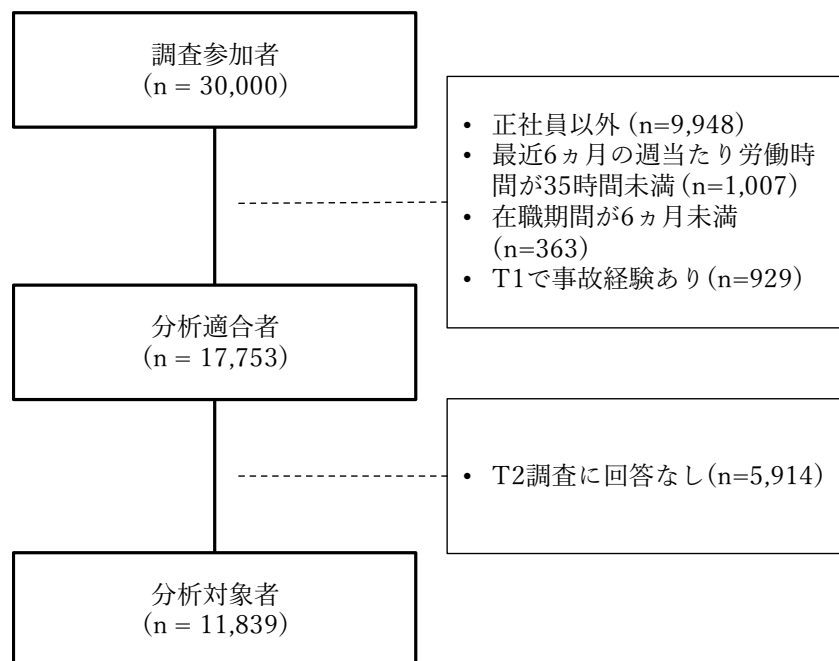 調査参加者
(n = 30,000)
• 正社員以外 (n=9,948)
• 最近6ヵ月の週当たり労働時
間が35時間未満 (n=1,007)
• 在職期間が6ヵ月未満
(n=363)
• T1で事故経験あり(n=929)
分析適合者
(n = 17,753)
• T2調査に回答なし(n=5,914)
分析対象者
(n = 11,839)